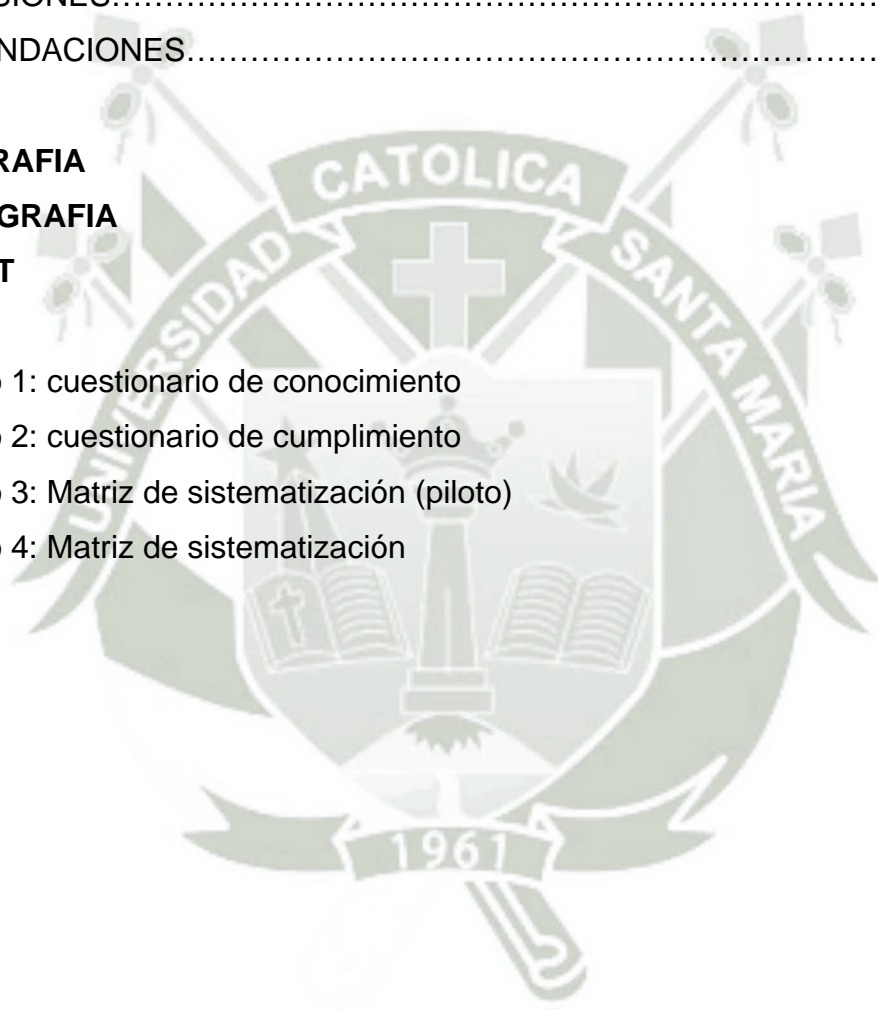 SIONES……………………………………………………………………
NDACIONES……………………………………………………………
RAFIA
GRAFIA
T
o 1: cuestionario de conocimiento
o 2: cuestionario de cumplimiento
o 3: Matriz de sistematización (piloto)
o 4: Matriz de sistematización
UNIVERSIDAD CATOLICA SANTA MARIA
1961